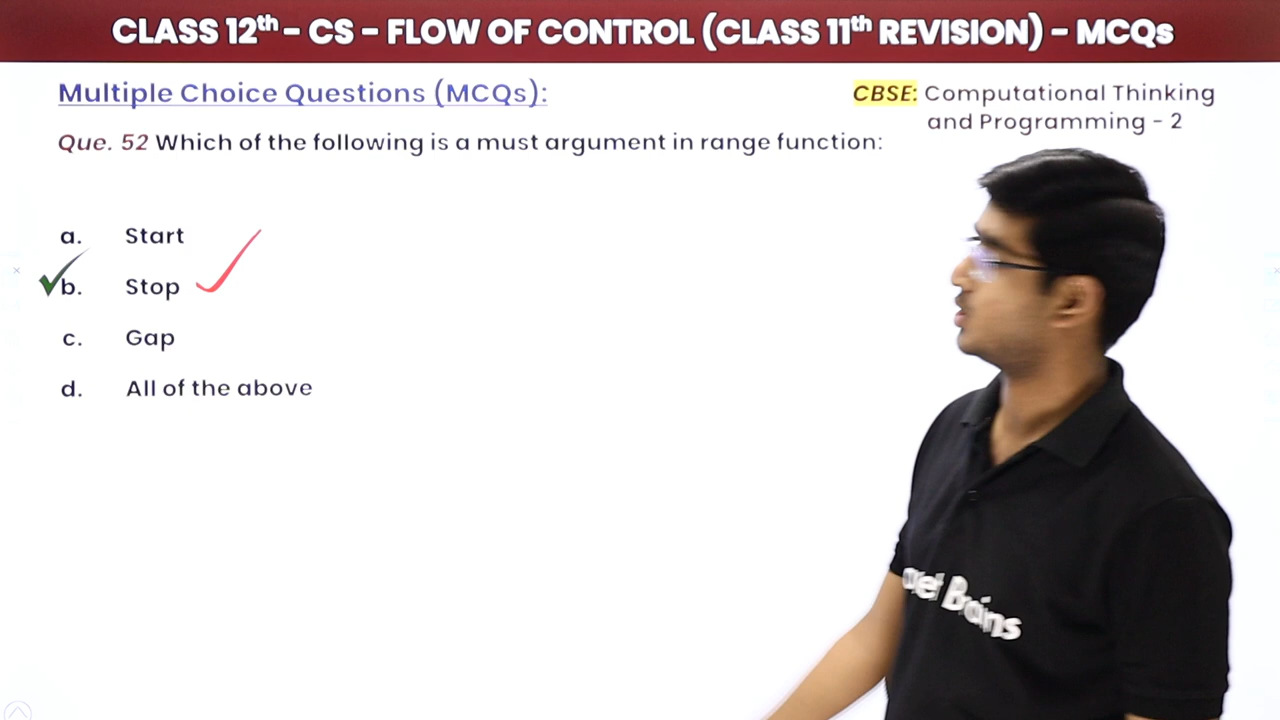 CLASS 12th - CS - FLOW OF CONTROL (CLASS 11th REVISION) - MCQs
Multiple Choice Questions (MCQs):
CBSE: Computational Thinking
and Programming - 2
Que. 52 Which of the following is a must argument in range function:
a. Start
b. Stop
c. Gap
d. All of the above
Brains